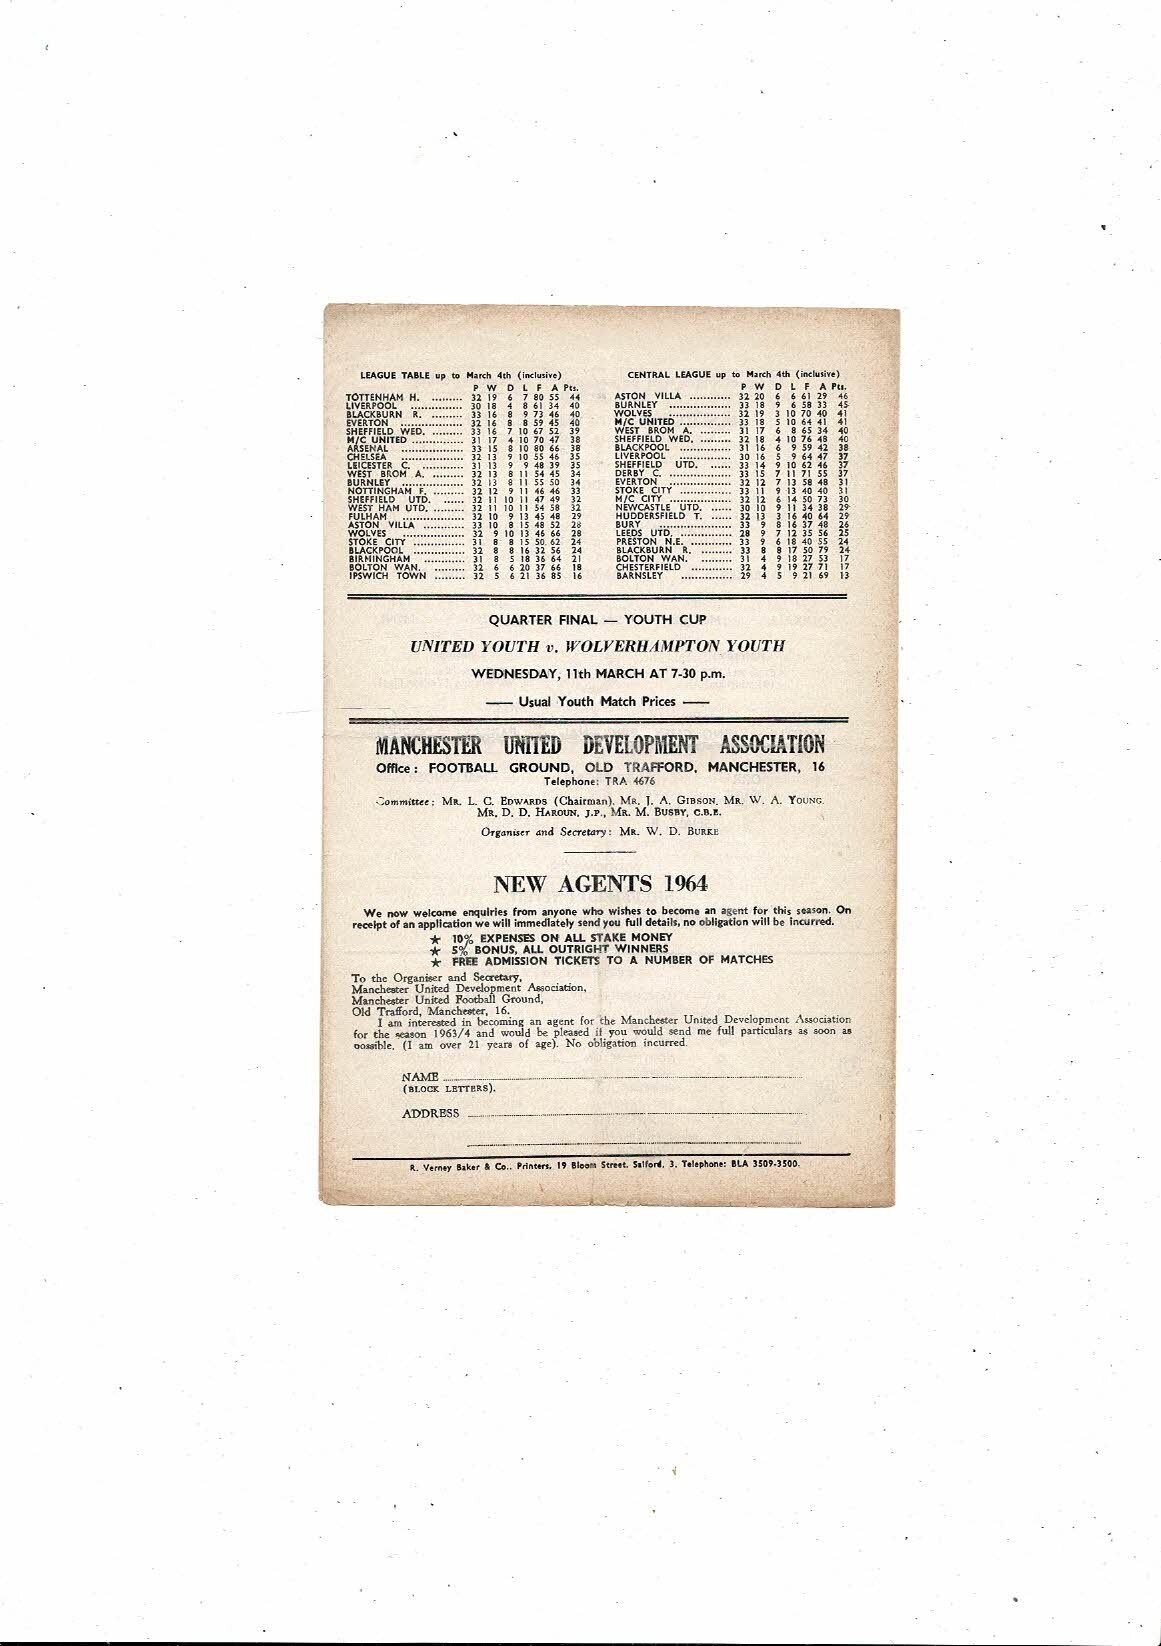 LEAGUE TABLE up to March 4th (inclusive)
P W D L F A Pts.
TOTTENHAM H. ......... 32 19 6 7 80 55 44
LIVERPOOL ............... 30 18 4 8 61 34 40
BLACKBURN R. ......... 33 16 8 9 73 46 40
EVERTON .................. 32 16 8 8 59 45 40
SHEFFIELD WED. ......... 33 16 7 10 67 52 39
M/C UNITED ............... 31 17 4 10 70 47 38
ARSENAL .................. 33 15 8 10 80 66 38
CHELSEA .................. 32 13 9 10 55 46 35
LEICESTER C. ............ 31 13 9 9 48 39 35
WEST BROM A. ......... 32 13 8 11 54 45 34
BURNLEY .................. 32 13 8 11 55 50 34
NOTTINGHAM F. ......... 32 12 9 11 46 46 33
SHEFFIELD UTD. ...... 32 11 10 11 47 49 32
WEST HAM UTD. ......... 32 11 10 11 54 58 32
FULHAM .................. 32 10 9 13 45 48 29
ASTON VILLA ............ 33 10 8 15 48 52 28
WOLVES .................. 32 9 10 13 46 66 28
STOKE CITY ............... 31 8 8 15 50 62 24
BLACKPOOL ............... 32 8 8 16 32 56 24
BIRMINGHAM ............ 31 8 5 18 36 64 21
BOLTON WAN. ......... 32 6 6 20 37 66 18
IPSWICH TOWN ......... 32 5 6 21 36 85 16
CENTRAL LEAGUE up to March 4th (inclusive)
P W D L F A Pts.
ASTON VILLA ............ 32 20 6 6 61 29 46
BURNLEY .................. 33 18 9 6 58 33 45
WOLVES .................. 32 19 3 10 70 40 41
M/C UNITED ............... 33 18 5 10 64 41 41
WEST BROM A. ......... 31 17 6 8 65 34 40
SHEFFIELD WED. ......... 32 18 4 10 76 48 40
BLACKPOOL ............... 31 16 6 9 59 42 38
LIVERPOOL ............... 30 16 5 9 64 47 37
SHEFFIELD UTD. ...... 33 14 9 10 62 46 37
DERBY C. .................. 33 15 7 11 71 55 37
EVERTON .................. 32 12 7 13 58 48 31
STOKE CITY ............... 33 11 9 13 40 40 31
M/C CITY .................. 32 12 6 14 50 73 30
NEWCASTLE UTD. ...... 30 10 9 11 34 38 29
HUDDERSFIELD T. ...... 32 13 3 16 40 64 29
BURY .................. 33 9 8 16 37 48 26
LEEDS UTD. ............... 28 9 7 12 35 56 25
PRESTON N.E. ............ 33 9 6 18 40 55 24
BLACKBURN R. ......... 33 8 8 17 50 79 24
BOLTON WAN. ......... 31 4 9 18 27 53 17
CHESTERFIELD ............ 32 4 9 19 27 71 17
BARNSLEY ............... 29 4 5 9 21 69 13
QUARTER FINAL — YOUTH CUP
UNITED YOUTH v. WOLVERHAMPTON YOUTH
WEDNESDAY, 11th MARCH AT 7-30 p.m.
—— Usual Youth Match Prices ——
MANCHESTER UNITED DEVELOPMENT ASSOCIATION
Office : FOOTBALL GROUND, OLD TRAFFORD, MANCHESTER, 16
Telephone: TRA 4676
Committee : MR. L. C. EDWARDS (Chairman), MR. J. A. GIBSON, MR. W. A. YOUNG.
MR. D. D. HAROUN, J.P., MR. M. BUSBY, C.B.E.
Organiser and Secretary : MR. W. D. BURKE
NEW AGENTS 1964
We now welcome enquiries from anyone who wishes to become an agent for this season. On
receipt of an application we will immediately send you full details, no obligation will be incurred.
★ 10% EXPENSES ON ALL STAKE MONEY
★ 5% BONUS, ALL OUTRIGHT WINNERS
★ FREE ADMISSION TICKETS TO A NUMBER OF MATCHES
To the Organiser and Secretary,
Manchester United Development Association,
Manchester United Football Ground,
Old Trafford, Manchester, 16.
I am interested in becoming an agent for the Manchester United Development Association
for the season 1963/4 and would be pleased if you would send me full particulars as soon as
possible. (I am over 21 years of age). No obligation incurred.
NAME ..............................
(BLOCK LETTERS).
ADDRESS ..............................
R. Verney Baker & Co., Printers, 19 Bloom Street, Salford, 3. Telephone: BLA 3509-3500.